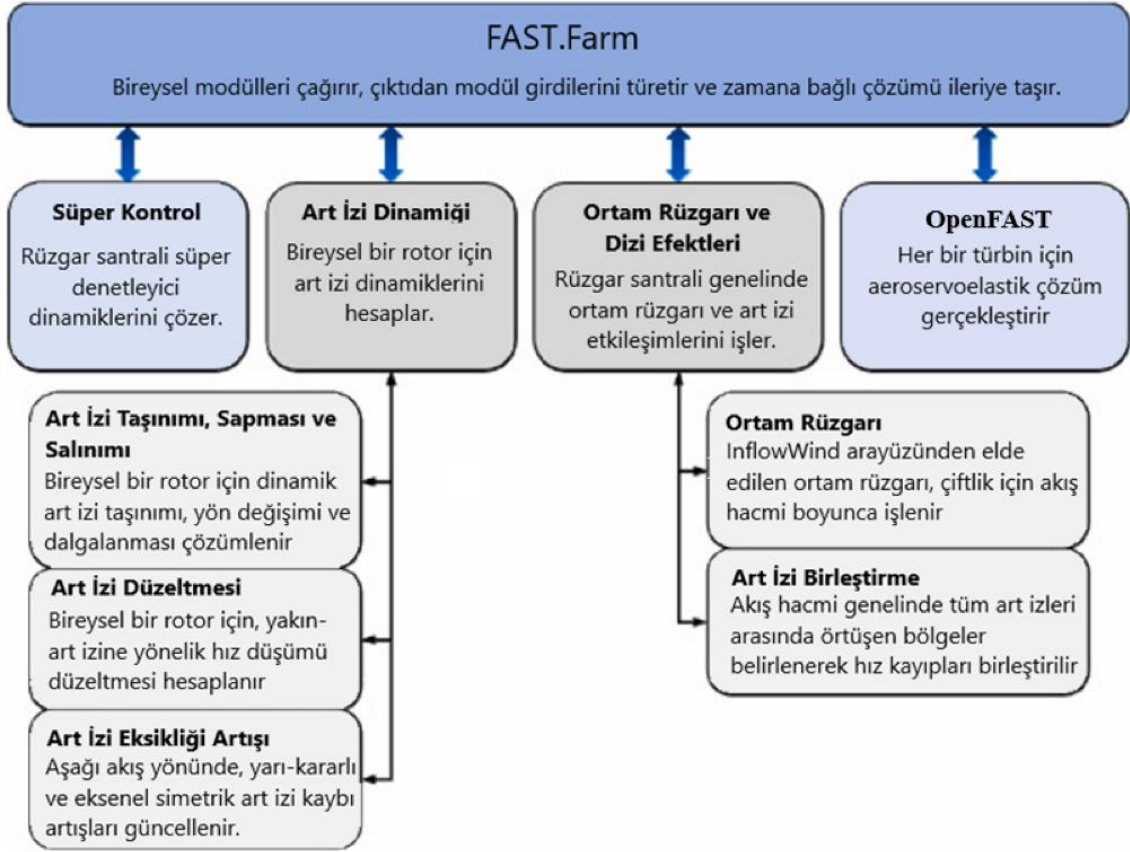 FAST.Farm
Bireysel modülleri çağırır, çıktıdan modül girdilerini türetir ve zamana bağlı çözümü ileriye taşır.
Süper Kontrol
Rüzgar santrali süper
denetleyici
dinamiklerini çözer.
Art İzi Dinamiği
Bireysel bir rotor için
art izi dinamiklerini
hesaplar.
Ortam Rüzgarı ve
Dizi Efektleri
Rüzgar santrali genelinde
ortam rüzgarı ve art izi
etkileşimlerini işler.
OpenFAST
Her bir türbin için
aeroservoelastik çözüm
gerçekleştirir
Art İzi Taşınımı, Sapması ve
Salınımı
Bireysel bir rotor için dinamik
art izi taşınımı, yön değişimi ve
dalgalanması çözümlenir
Art İzi Düzeltmesi
Bireysel bir rotor için, yakın-
art izine yönelik hız düşümü
düzeltmesi hesaplanır
Art İzi Eksikliği Artışı
Aşağı akış yönünde, yarı-kararlı
ve eksenel simetrik art izi kaybı
artışları güncellenir.
Ortam Rüzgarı
InflowWind arayüzünden elde
edilen ortam rüzgarı, çiftlik için akış
hacmi boyunca işlenir
Art İzi Birleştirme
Akış hacmi genelinde tüm art izleri
arasında örtüşen bölgeler
belirlenerek hız kayıpları birleştirilir